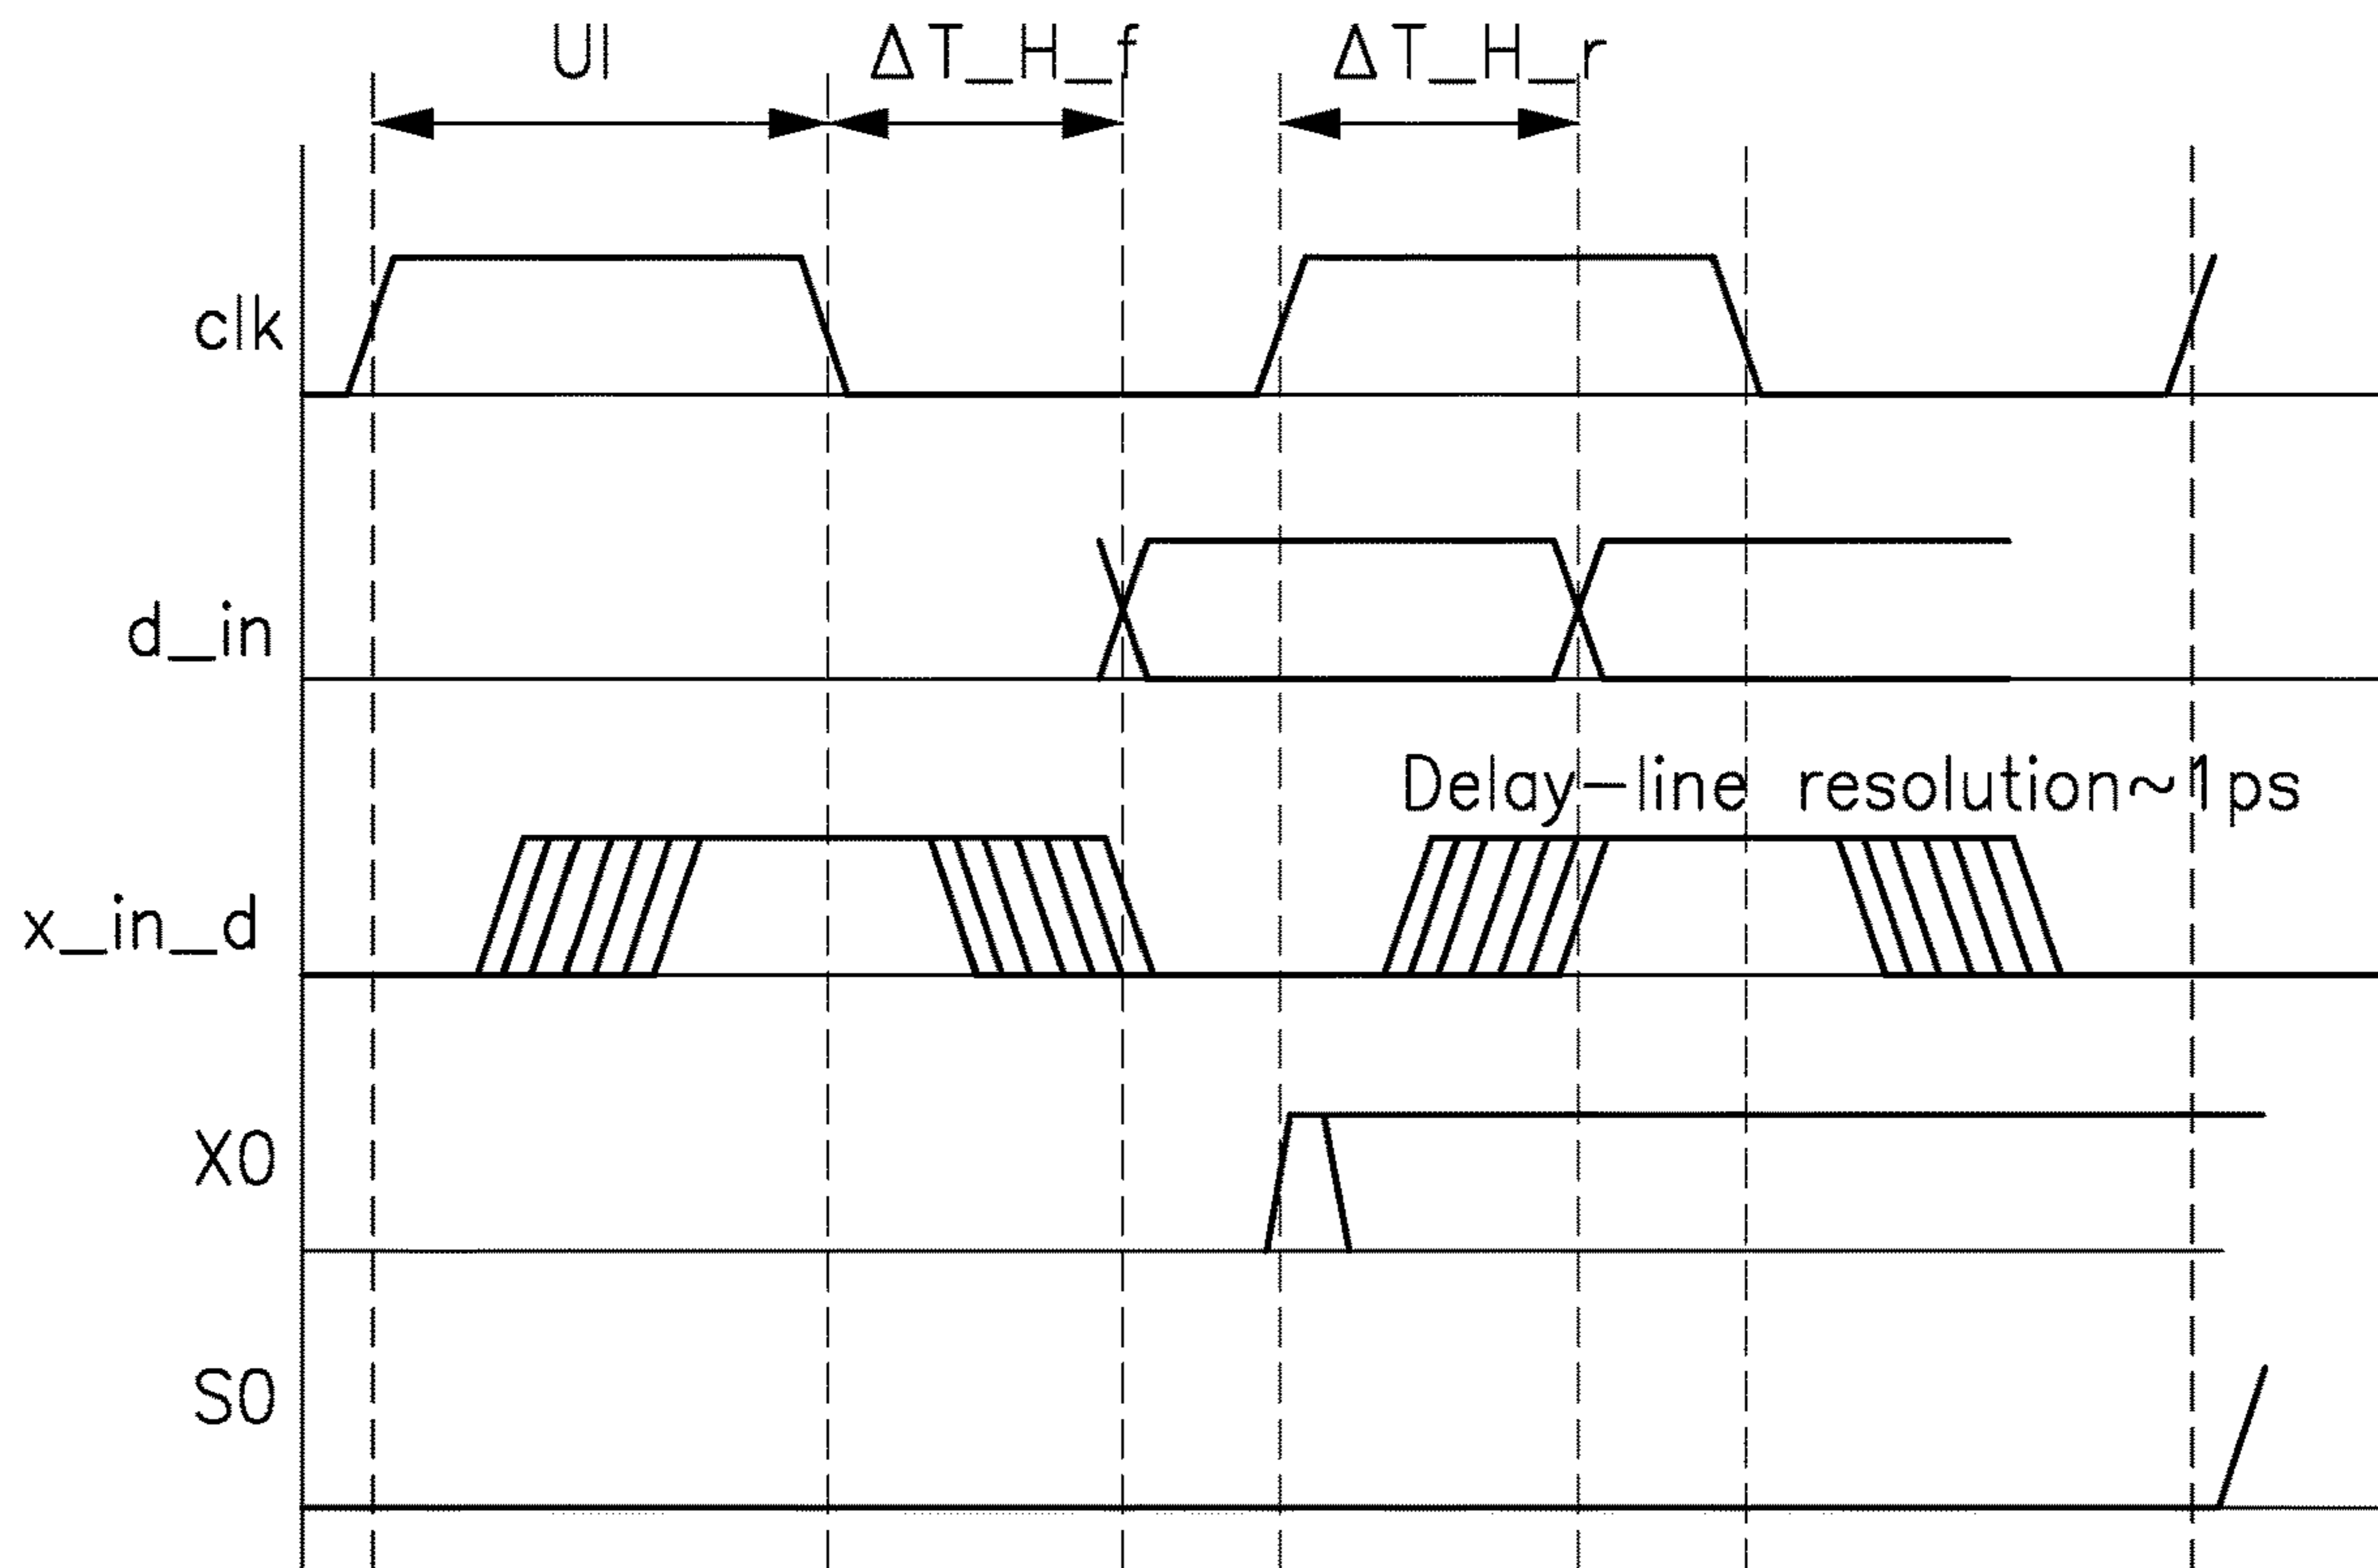 UI
ΔT_H_f
ΔT_H_r
clk
d_in
Delay-line resolution~1ps
x_in_d
X0
S0